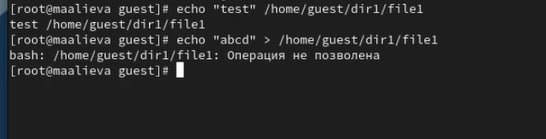 [root@maalieva guest]# echo "test" /home/guest/dir1/file1
test /home/guest/dir1/file1
[root@maalieva guest]# echo "abcd" > /home/guest/dir1/file1
bash: /home/guest/dir1/file1: Операция не позволена
[root@maalieva guest]#